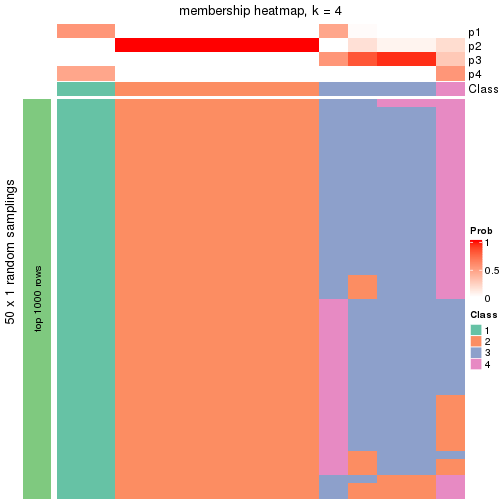 membership heatmap, k = 4
p1
p2
p3
p4
Class
50 x 1 random samplings
top 1000 rows
Prob
1
0.5
0
Class
1
2
3
4